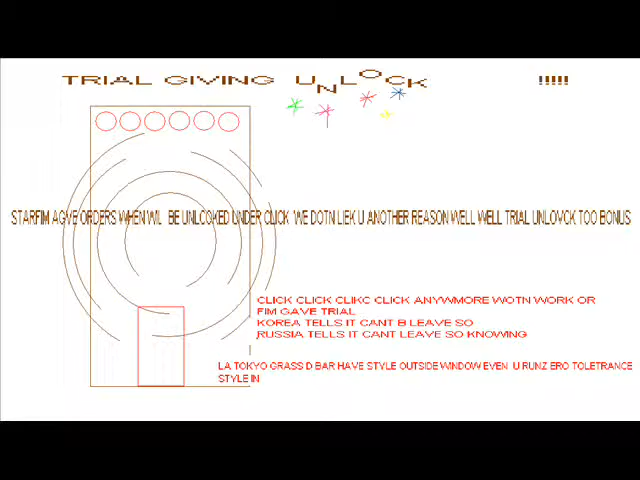 TRIAL GIVING UNLOCK !!!!!
STARFIM AGVE ORDERS WHEN WIL BE UNLCOKED UNDER CLICK WE DOTN LIEK U ANOTHER REASON WELL WELL TRIAL UNLOVCK TOO BONUS
CLICK CLICK CLIKC CLICK ANYWMORE WOTN WORK OR
FIM GAVE TRIAL
KOREA TELLS IT CANT B LEAVE SO
RUSSIA TELLS IT CANT LEAVE SO KNOWING
LA TOKYO GRASS D BAR HAVE STYLE OUTSIDE WINDOW EVEN U RUNZ ERO TOLETRANCE
STYLE IN